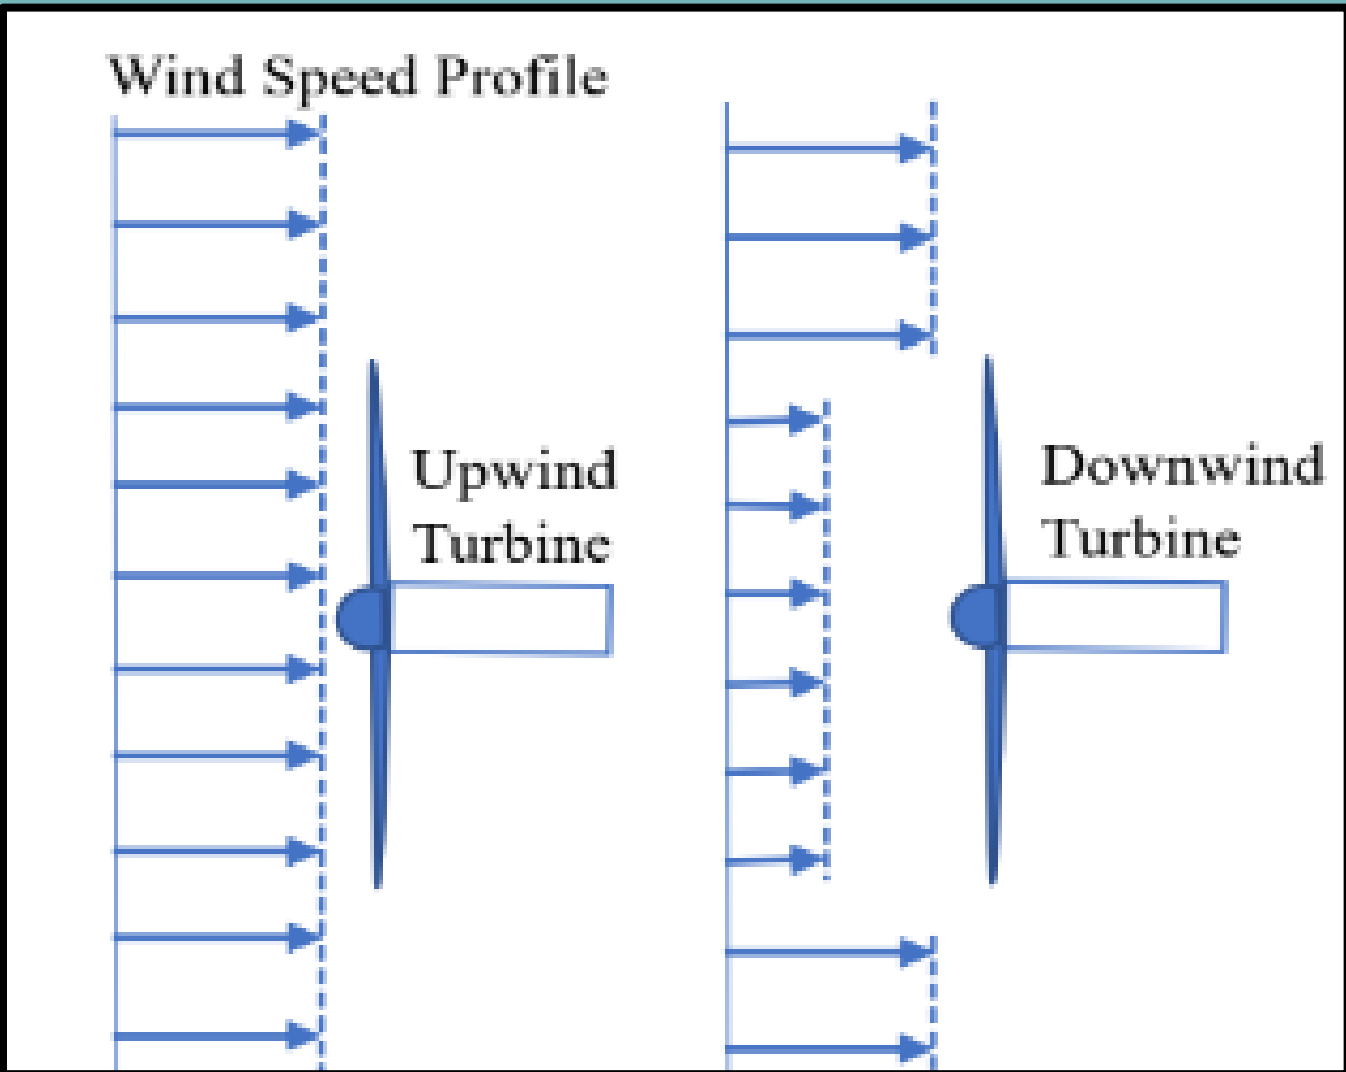 Wind Speed Profile
Upwind
Turbine
Downwind
Turbine